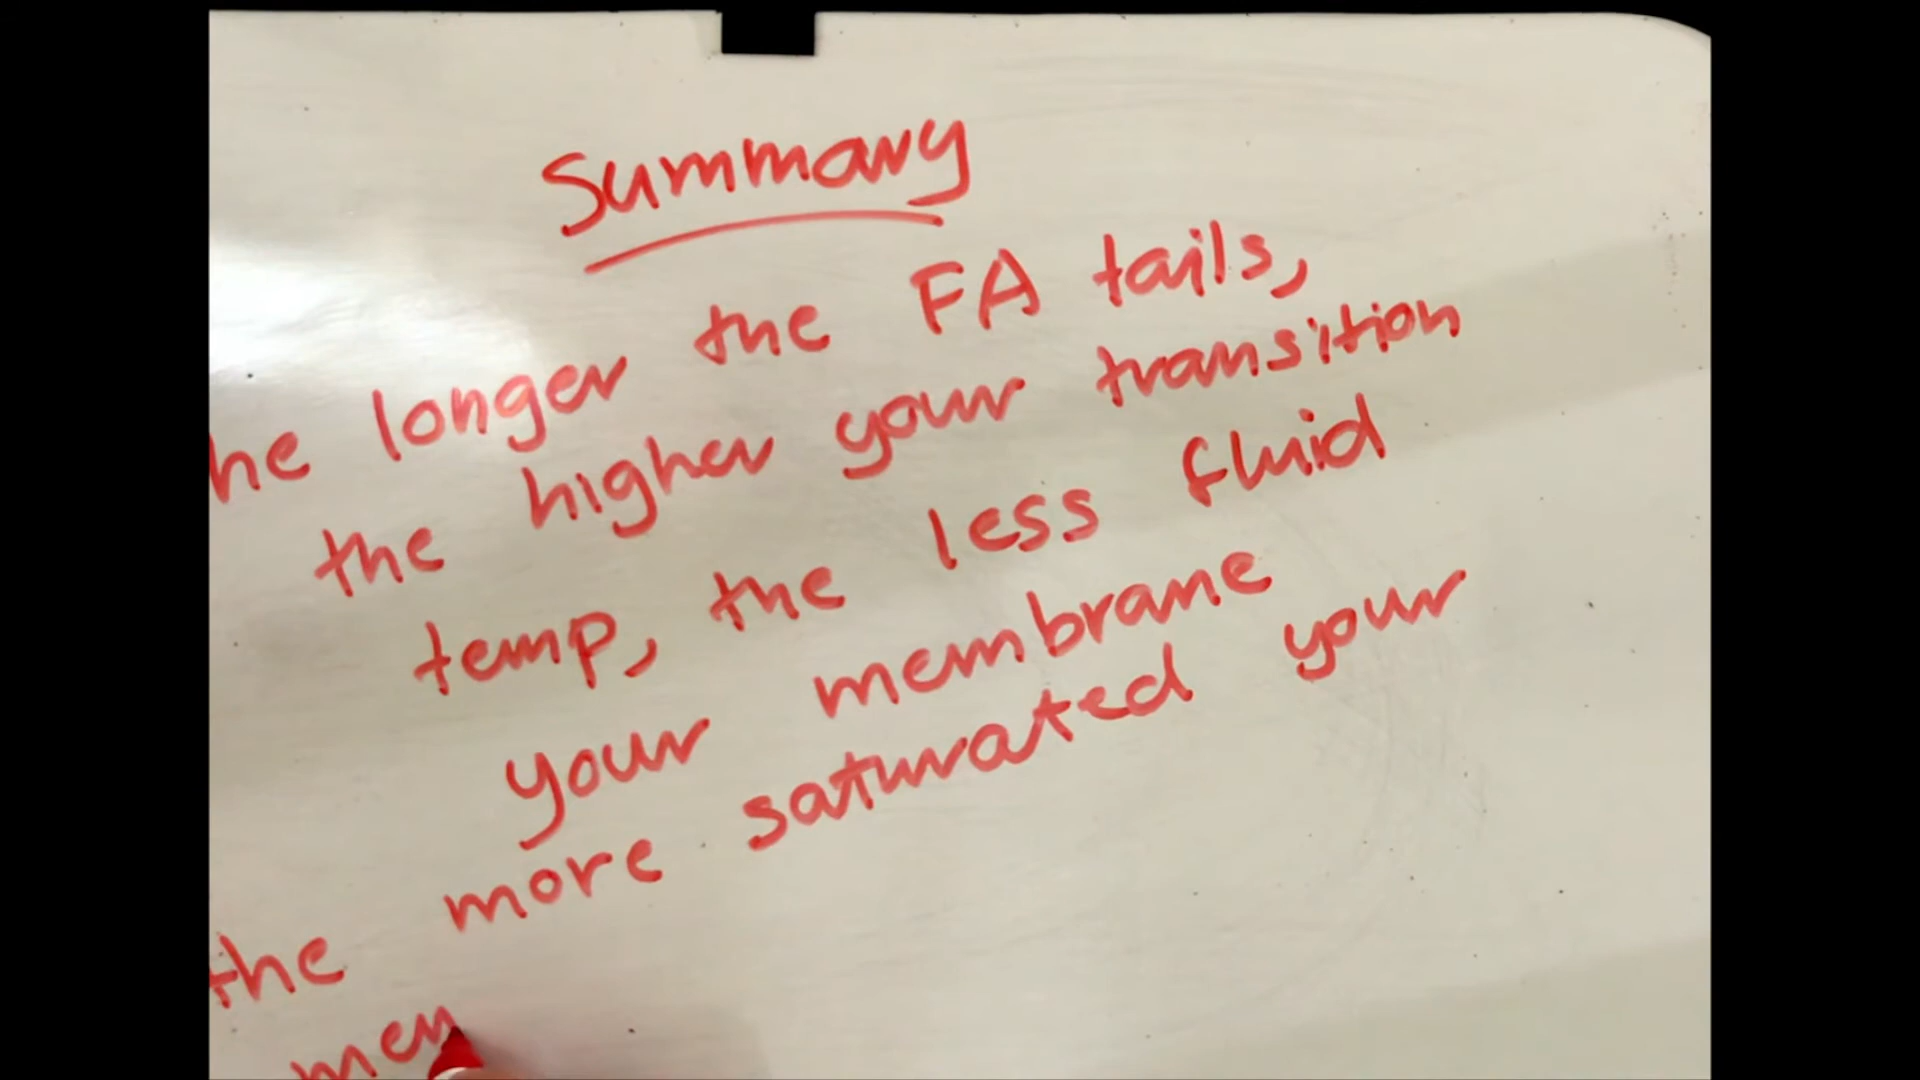 Summary
he longer the FA tails,
the higher your transition
temp, the less fluid
your membrane
the more saturated your
mem